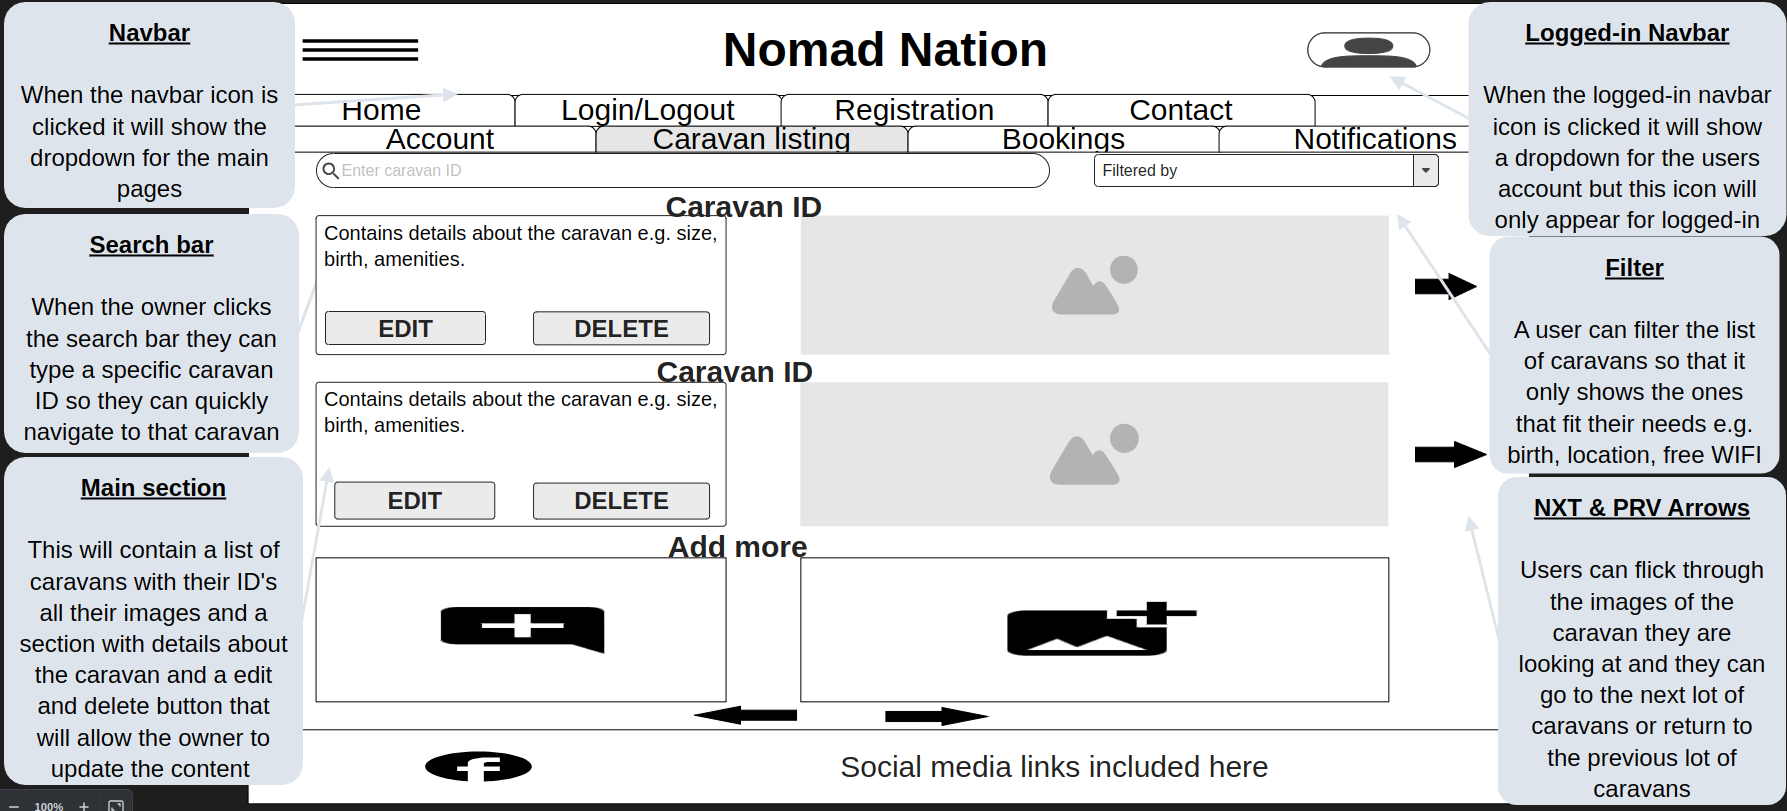 Navbar
When the navbar icon is
clicked it will show the
dropdown for the main
pages
Search bar
When the owner clicks
the search bar they can
type a specific caravan
ID so they can quickly
navigate to that caravan
Main section
This will contain a list of
caravans with their ID's
all their images and a
section with details about
the caravan and a edit
and delete button that
will allow the owner to
update the content
100%
Nomad Nation
Home Login/Logout Registration Contact
Account Caravan listing Bookings Notifications
Enter caravan ID Filtered by
Caravan ID
Contains details about the caravan e.g. size,
birth, amenities.
EDIT DELETE
Caravan ID
Contains details about the caravan e.g. size,
birth, amenities.
EDIT DELETE
Add more
Social media links included here
Logged-in Navbar
When the logged-in navbar
icon is clicked it will show
a dropdown for the users
account but this icon will
only appear for logged-in
Filter
A user can filter the list
of caravans so that it
only shows the ones
that fit their needs e.g.
birth, location, free WIFI
NXT & PRV Arrows
Users can flick through
the images of the
caravan they are
looking at and they can
go to the next lot of
caravans or return to
the previous lot of
caravans